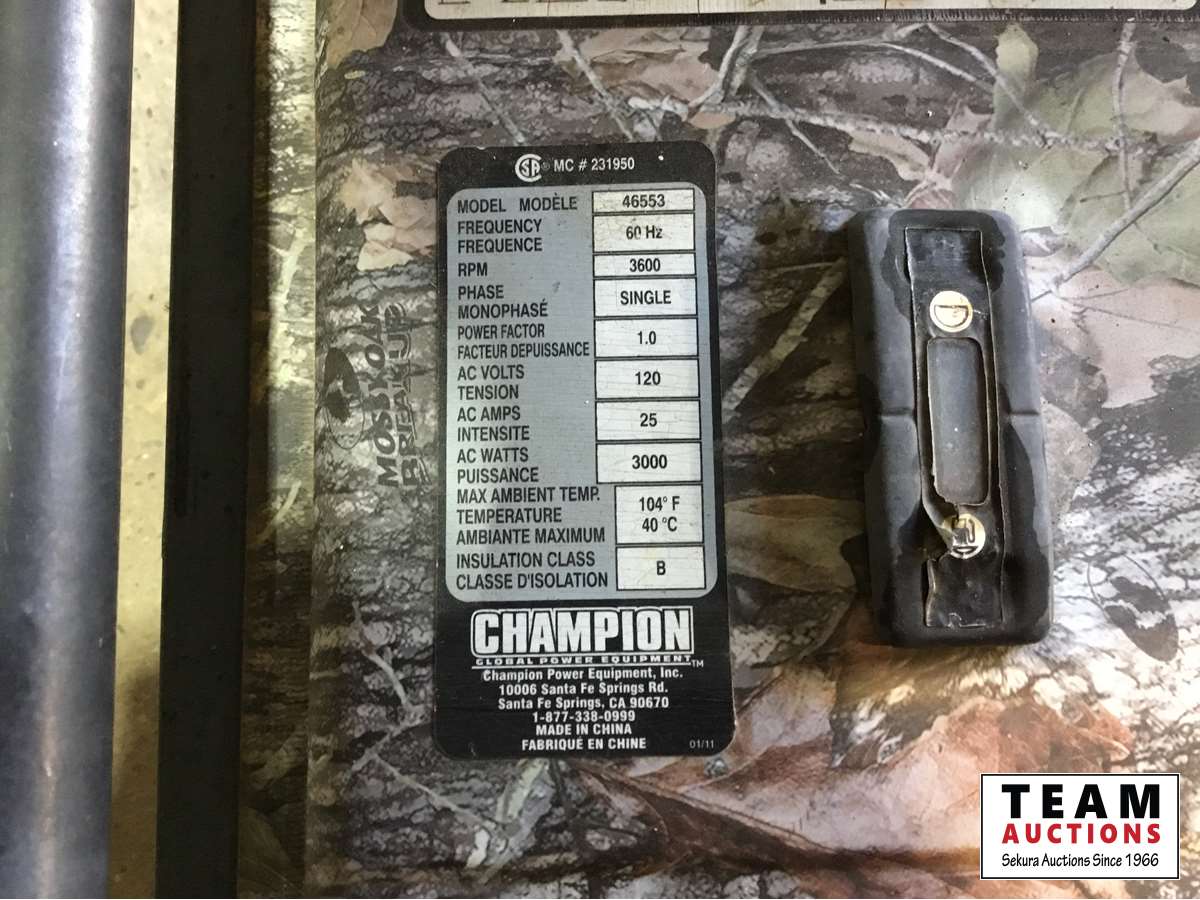 CSA ® MC # 231950
MODEL MODÈLE 46553
FREQUENCY
FREQUENCE
60 Hz
RPM 3600
PHASE
MONOPHASÉ
SINGLE
POWER FACTOR
FACTEUR DEPUISSANCE
1.0
AC VOLTS
TENSION
120
AC AMPS
INTENSITE
25
AC WATTS
PUISSANCE
3000
MAX AMBIENT TEMP.
TEMPERATURE
AMBIANTE MAXIMUM
104° F
40 °C
INSULATION CLASS
CLASSE D'ISOLATION
B
CHAMPION
GLOBAL POWER EQUIPMENT™
Champion Power Equipment, Inc.
10006 Santa Fe Springs Rd.
Santa Fe Springs, CA 90670
1-877-338-0999
MADE IN CHINA
FABRIQUÉ EN CHINE 01/11
MOSSY OAK
BREAKUP
TEAM
AUCTIONS
Sekura Auctions Since 1966